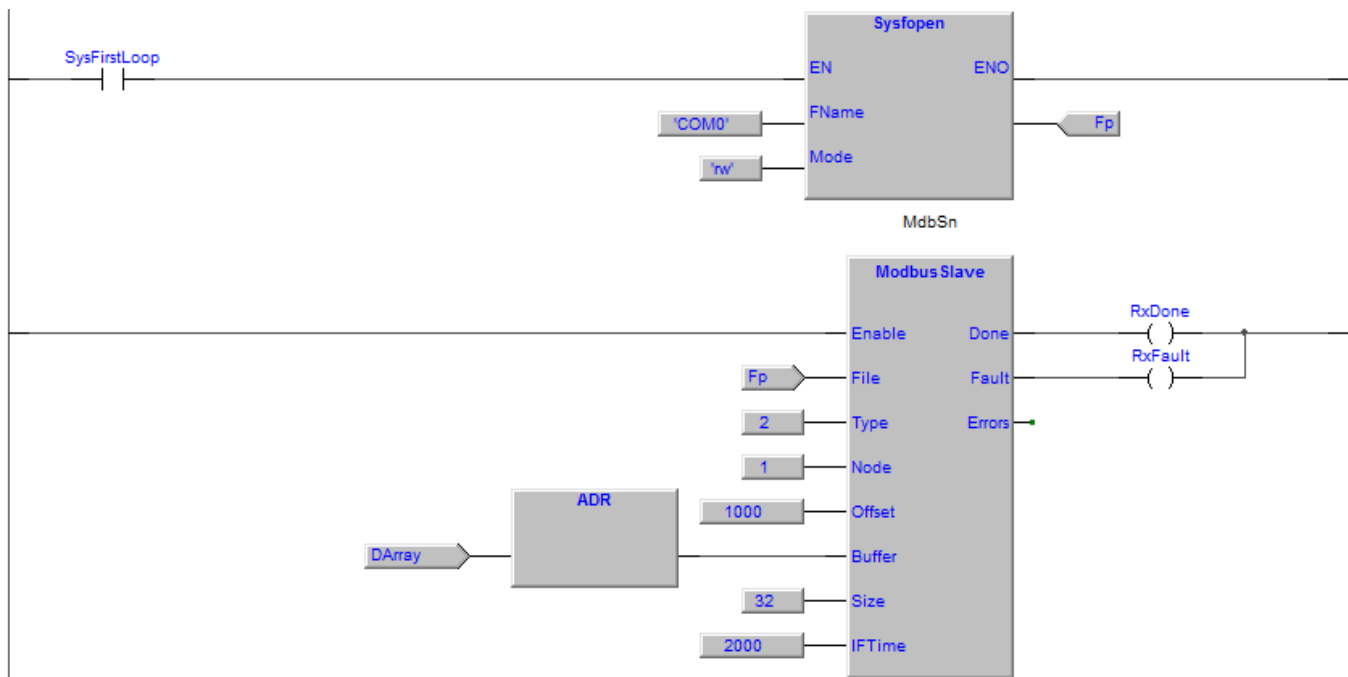 Sysfopen
SysFirstLoop
EN ENO
'COM0' FName Fp
'rw' Mode
MdbSn
Modbus Slave
RxDone
Enable Done
RxFault
Fp File Fault
2 Type Errors
1 Node
ADR
1000 Offset
DArray Buffer
32 Size
2000 IFTime